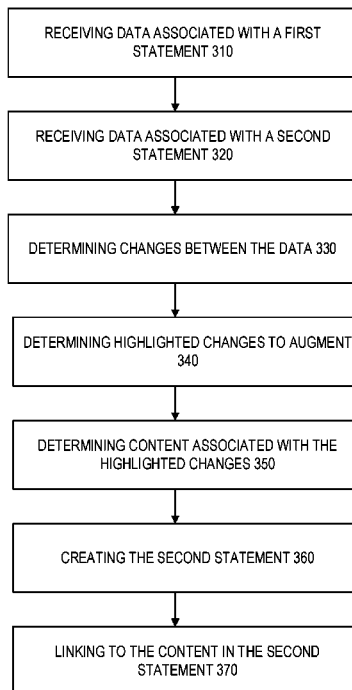 RECEIVING DATA ASSOCIATED WITH A FIRST
STATEMENT 310
RECEIVING DATA ASSOCIATED WITH A SECOND
STATEMENT 320
DETERMINING CHANGES BETWEEN THE DATA 330
DETERMINING HIGHLIGHTED CHANGES TO AUGMENT
340
DETERMINING CONTENT ASSOCIATED WITH THE
HIGHLIGHTED CHANGES 350
CREATING THE SECOND STATEMENT 360
LINKING TO THE CONTENT IN THE SECOND
STATEMENT 370